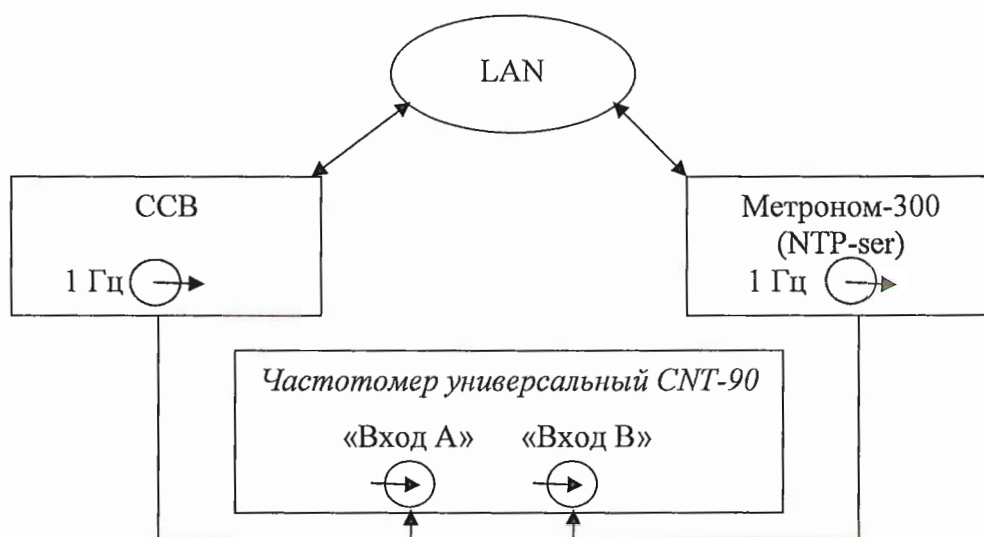 LAN
ССВ
1 Гц
Метроном-300
(NTP-ser)
1 Гц
Частотомер универсальный CNT-90
«Вход А» «Вход В»